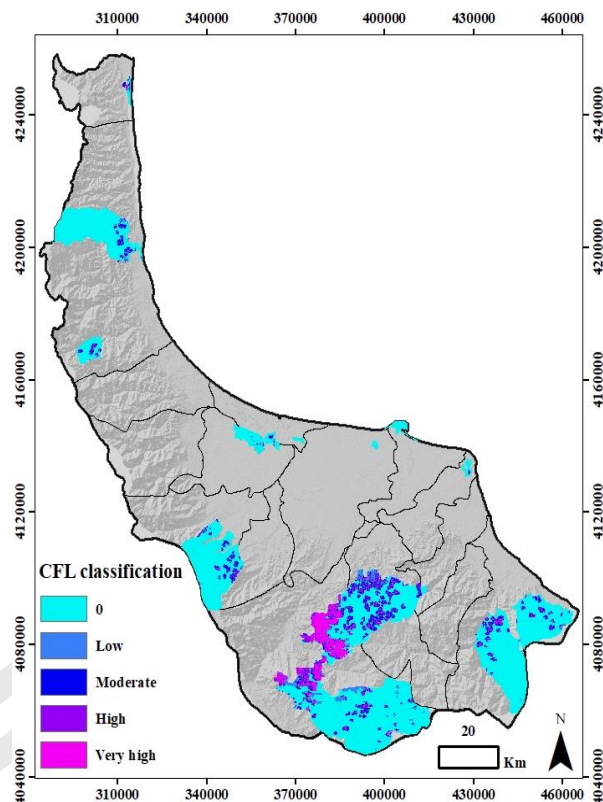 310000 340000 370000 400000 430000 460000
4240000 4240000
4200000 4200000
4160000 4160000
4120000 4120000
4080000 4080000
4040000 4040000
CFL classification
0
Low
Moderate
High
Very high
20
Km
N
310000 340000 370000 400000 430000 460000